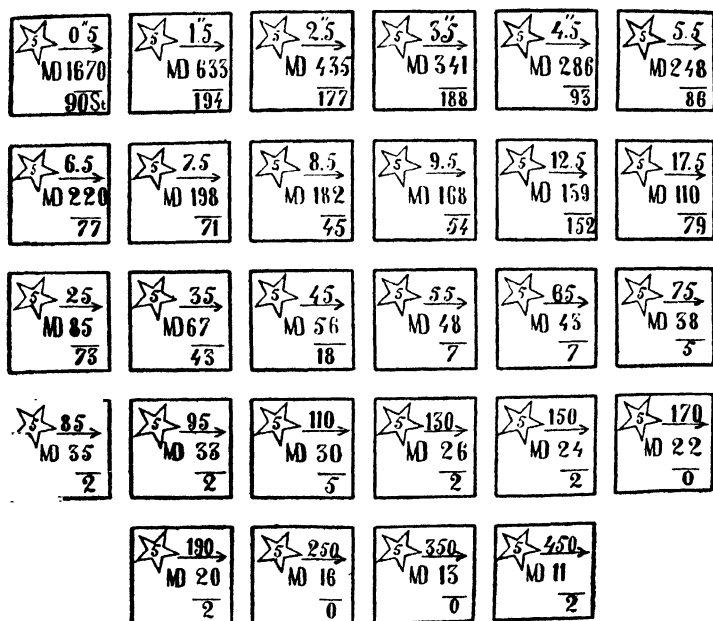 5 0"5
MD 1670
90St
5 1"5
MD 633
194
5 2"5
MD 435
177
5 3"5
MD 341
188
5 4"5
MD 286
93
5 5.5
MD 248
86
5 6.5
MD 220
77
5 7.5
MD 198
71
5 8.5
MD 182
45
5 9.5
MD 168
54
5 12.5
MD 139
152
5 17.5
MD 110
79
5 25
MD 85
73
5 35
MD 67
43
5 45
MD 56
18
5 55
MD 48
7
5 65
MD 43
7
5 75
MD 38
5
5 85
MD 35
2
5 95
MD 33
2
5 110
MD 30
5
5 130
MD 26
2
5 150
MD 24
2
5 170
MD 22
0
5 190
MD 20
2
5 250
MD 16
0
5 350
MD 13
0
5 450
MD 11
2